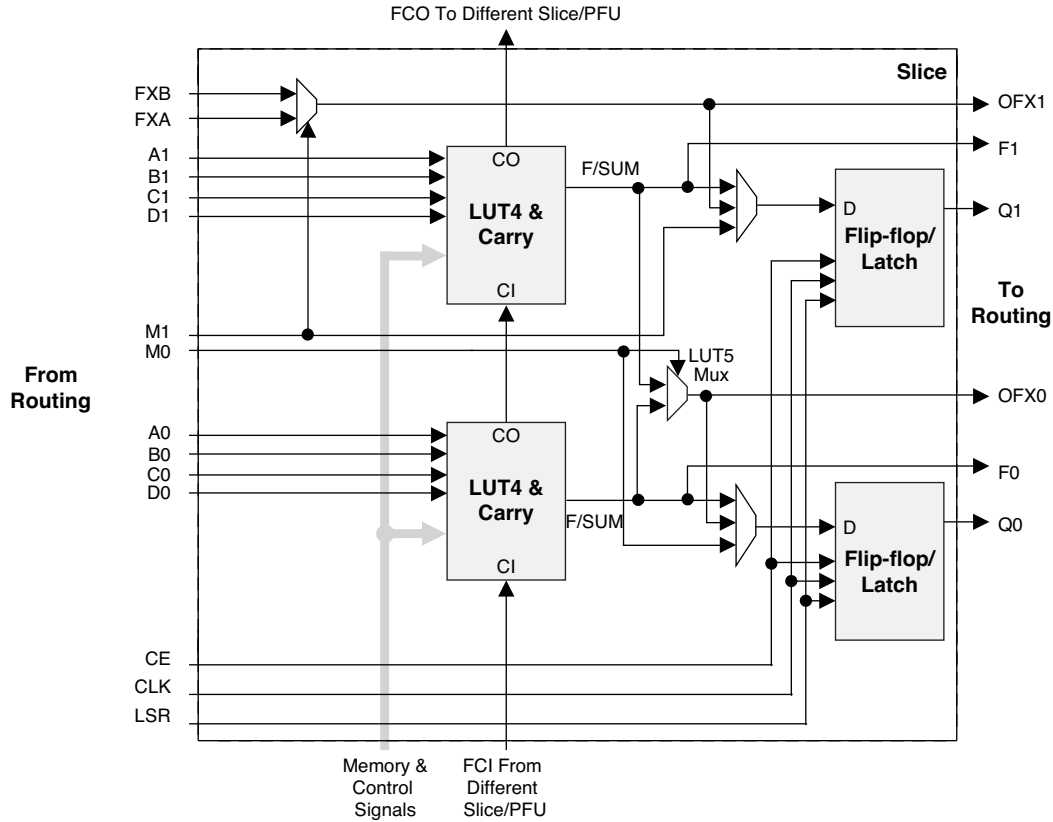 FCO To Different Slice/PFU
Slice
FXB
FXA
OFX1
A1
B1
C1
D1
CO
LUT4 &
Carry
CI
F/SUM
F1
D
Flip-flop/
Latch
Q1
To
Routing
M1
M0
From
Routing
LUT5
Mux
OFX0
A0
B0
C0
D0
CO
LUT4 &
Carry
CI
F/SUM
F0
D
Flip-flop/
Latch
Q0
CE
CLK
LSR
Memory &
Control
Signals
FCI From
Different
Slice/PFU